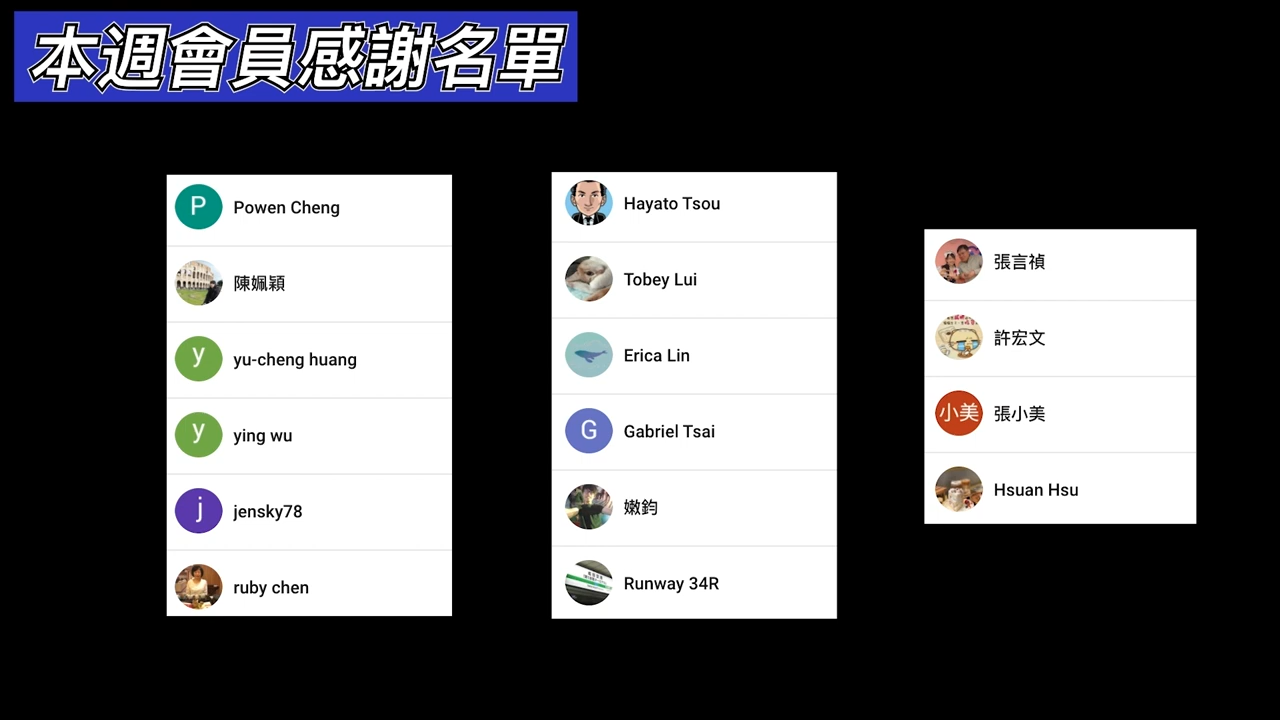 本週會員感謝名單
P Powen Cheng
陳姵穎
y yu-cheng huang
y ying wu
j jensky78
ruby chen
Hayato Tsou
Tobey Lui
Erica Lin
G Gabriel Tsai
嫩鈞
Runway 34R
張言禎
許宏文
小美 張小美
Hsuan Hsu